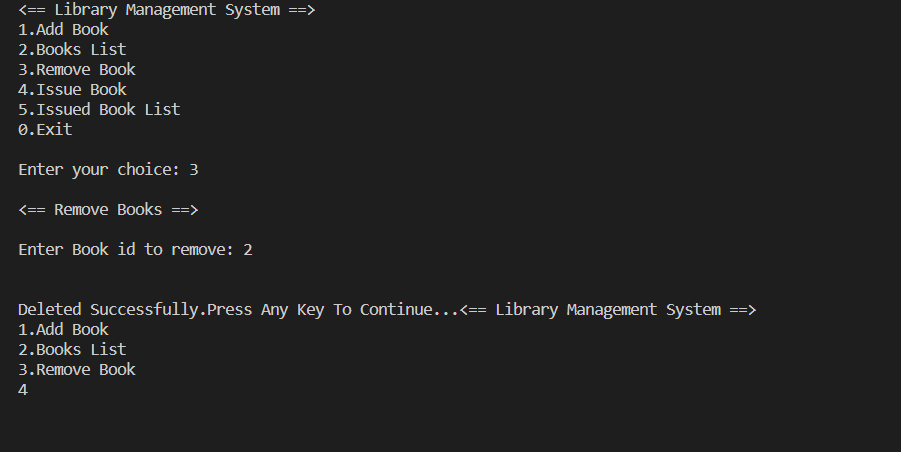 <== Library Management System ==>
1.Add Book
2.Books List
3.Remove Book
4.Issue Book
5.Issued Book List
0.Exit
Enter your choice: 3
<== Remove Books ==>
Enter Book id to remove: 2
Deleted Successfully.Press Any Key To Continue...<== Library Management System ==>
1.Add Book
2.Books List
3.Remove Book
4